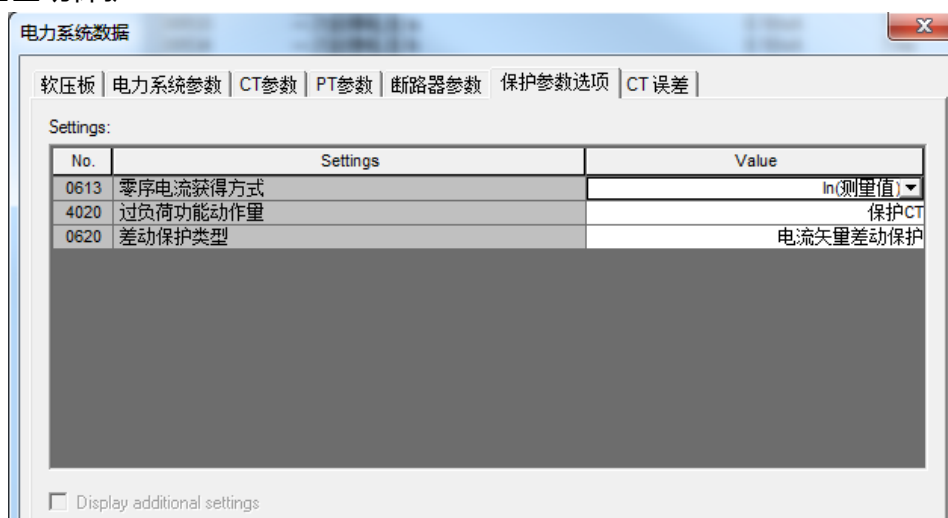 电力系统数据
软压板 电力系统参数 CT参数 PT参数 断路器参数 保护参数选项 CT 误差
Settings:
No. Settings Value
0613 零序电流获得方式 In(测量值)
4020 过负荷功能动作量 保护CT
0620 差动保护类型 电流矢量差动保护
Display additional settings